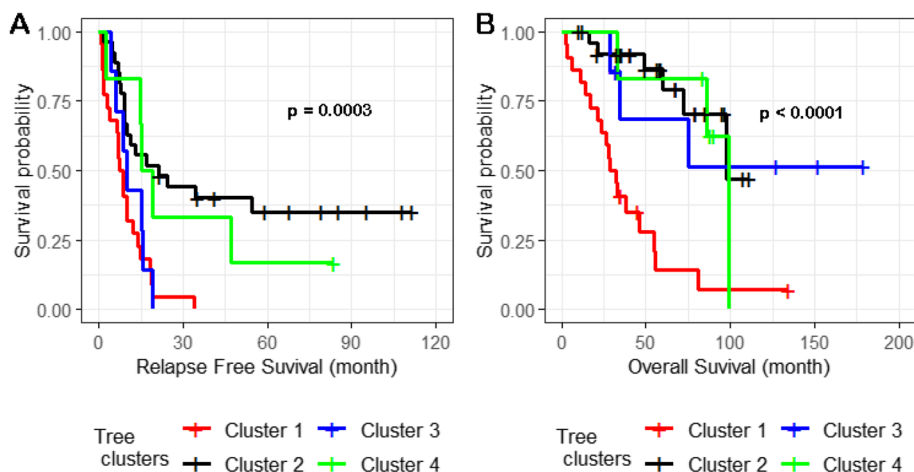 A
B
Survival probability
1.00
0.75
0.50
0.25
0.00
p = 0.0003
0 30 60 90 120
Relapse Free Suvival (month)
Survival probability
1.00
0.75
0.50
0.25
0.00
p < 0.0001
0 50 100 150 200
Overall Suvival (month)
Tree clusters
Cluster 1
Cluster 3
Cluster 2
Cluster 4
Tree clusters
Cluster 1
Cluster 3
Cluster 2
Cluster 4